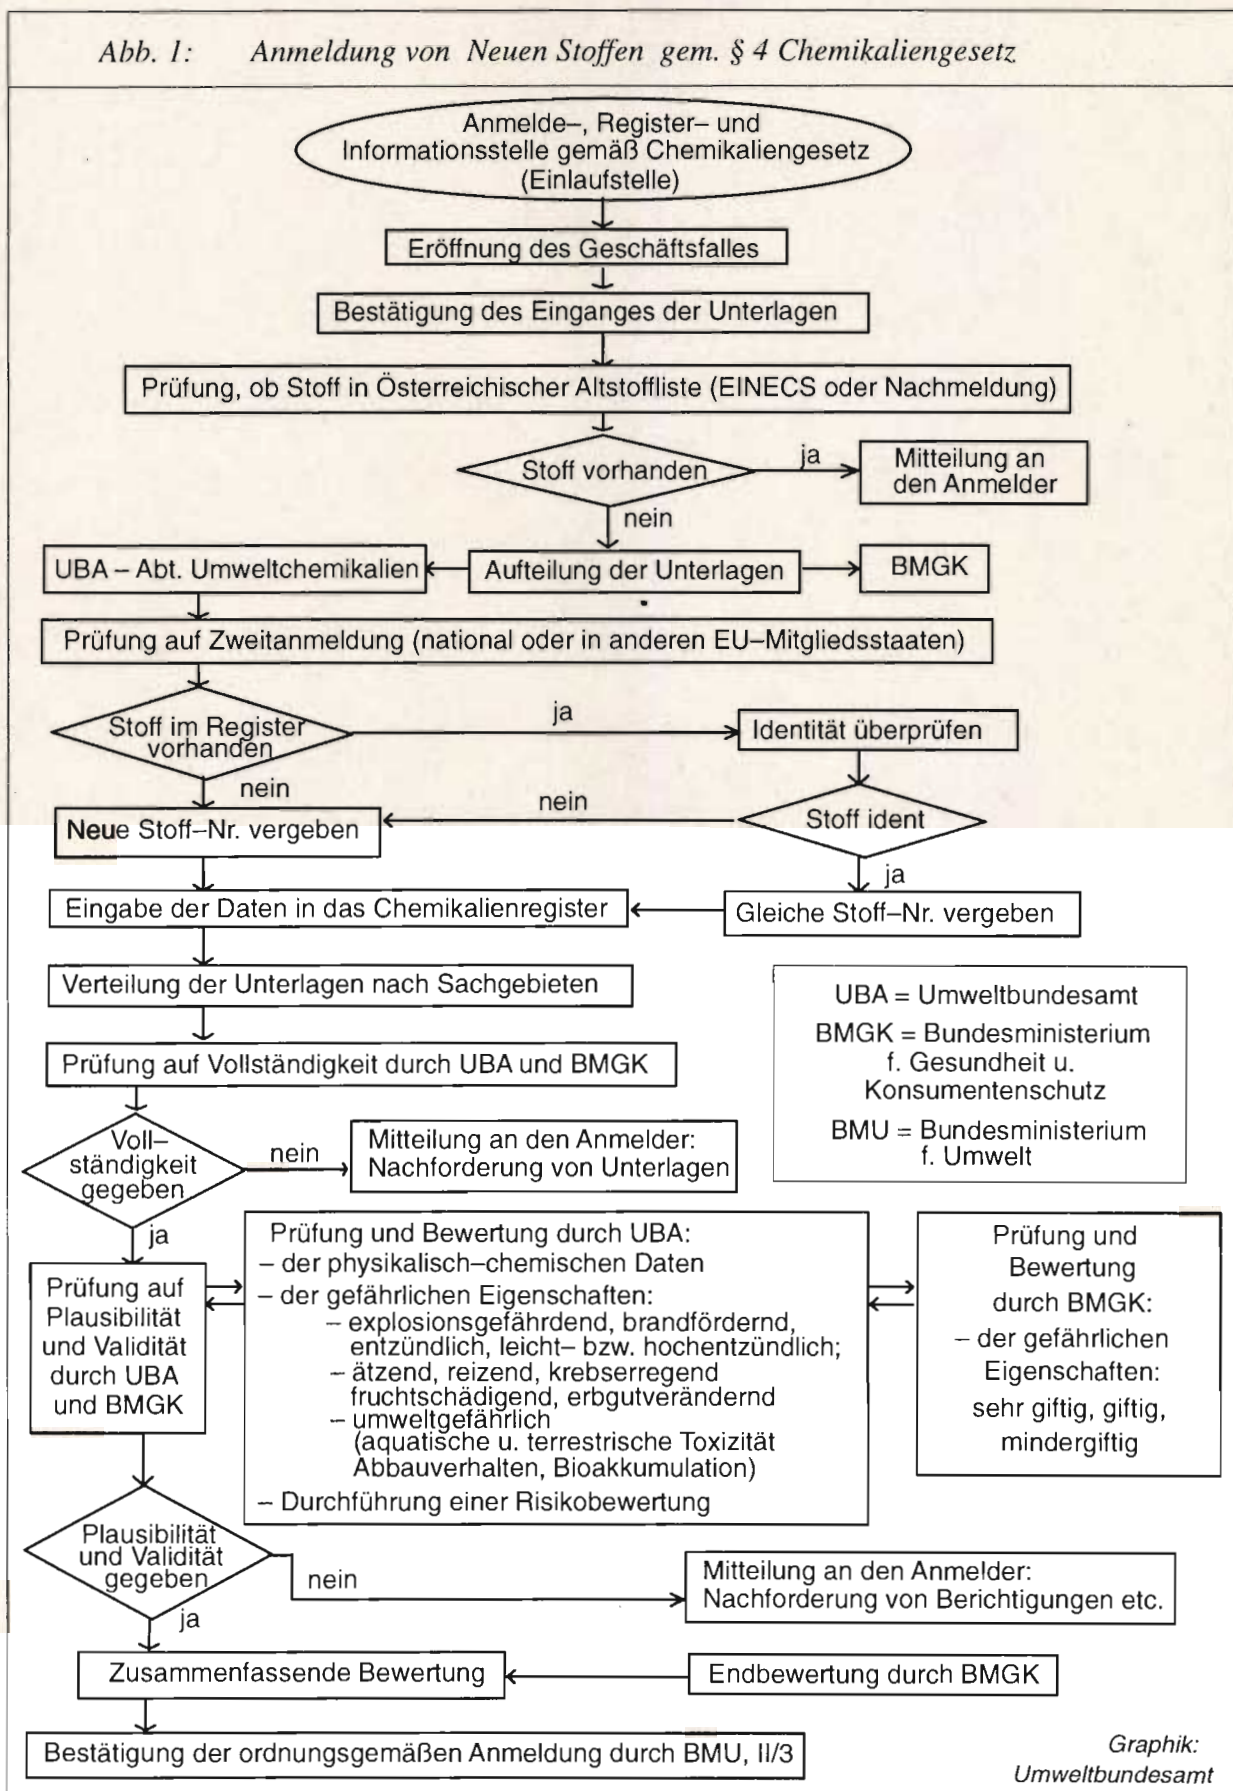 Abb. 1: Anmeldung von Neuen Stoffen gem. § 4 Chemikaliengesetz
Anmelde–, Register– und
Informationsstelle gemäß Chemikaliengesetz
(Einlaufstelle)
Eröffnung des Geschäftsfalles
Bestätigung des Einganges der Unterlagen
Prüfung, ob Stoff in Österreichischer Altstoffliste (EINECS oder Nachmeldung)
Stoff vorhanden
ja
Mitteilung an
den Anmelder
nein
UBA – Abt. Umweltchemikalien
Aufteilung der Unterlagen
BMGK
Prüfung auf Zweitanmeldung (national oder in anderen EU–Mitgliedsstaaten)
Stoff im Register
vorhanden
ja
Identität überprüfen
nein
nein
Neue Stoff–Nr. vergeben
Stoff ident
ja
Eingabe der Daten in das Chemikalienregister
Gleiche Stoff–Nr. vergeben
Verteilung der Unterlagen nach Sachgebieten
Prüfung auf Vollständigkeit durch UBA und BMGK
UBA = Umweltbundesamt
BMGK = Bundesministerium
f. Gesundheit u.
Konsumentenschutz
BMU = Bundesministerium
f. Umwelt
Voll–
ständigkeit
gegeben
nein
Mitteilung an den Anmelder:
Nachforderung von Unterlagen
ja
Prüfung auf
Plausibilität
und Validität
durch UBA
und BMGK
Prüfung und Bewertung durch UBA:
– der physikalisch–chemischen Daten
– der gefährlichen Eigenschaften:
– explosionsgefährdend, brandfördernd,
entzündlich, leicht– bzw. hochentzündlich;
– ätzend, reizend, krebserregend
fruchtschädigend, erbgutverändernd
– umweltgefährlich
(aquatische u. terrestrische Toxizität
Abbauverhalten, Bioakkumulation)
– Durchführung einer Risikobewertung
Prüfung und
Bewertung
durch BMGK:
– der gefährlichen
Eigenschaften:
sehr giftig, giftig,
mindergiftig
Plausibilität
und Validität
gegeben
nein
Mitteilung an den Anmelder:
Nachforderung von Berichtigungen etc.
ja
Zusammenfassende Bewertung
Endbewertung durch BMGK
Bestätigung der ordnungsgemäßen Anmeldung durch BMU, II/3
Graphik:
Umweltbundesamt